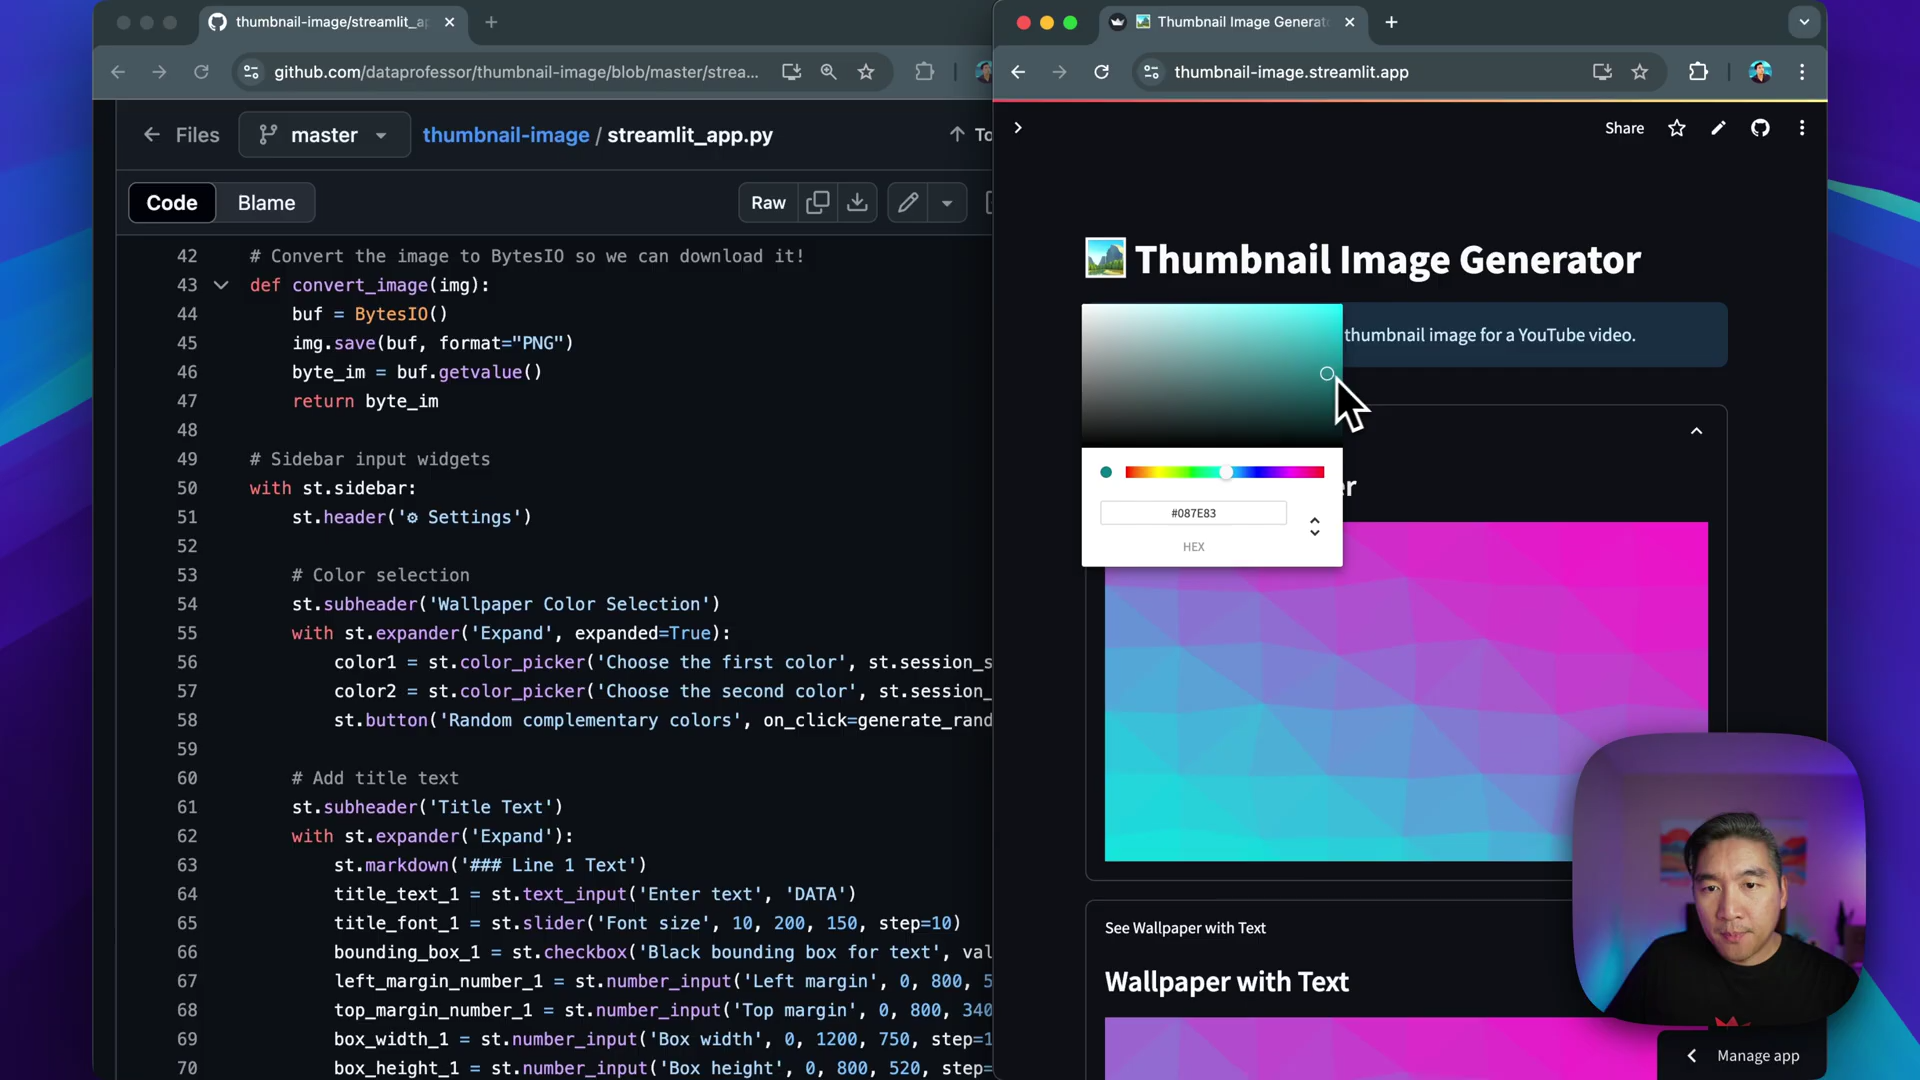 thumbnail-image/streamlit_a
github.com/dataprofessor/thumbnail-image/blob/master/strea...
Files
master
thumbnail-image / streamlit_app.py
Code
Blame
Raw
42 # Convert the image to BytesIO so we can download it!
43 def convert_image(img):
44 buf = BytesIO()
45 img.save(buf, format="PNG")
46 byte_im = buf.getvalue()
47 return byte_im
48
49 # Sidebar input widgets
50 with st.sidebar:
51 st.header('⚙ Settings')
52
53 # Color selection
54 st.subheader('Wallpaper Color Selection')
55 with st.expander('Expand', expanded=True):
56 color1 = st.color_picker('Choose the first color', st.session_s
57 color2 = st.color_picker('Choose the second color', st.session_
58 st.button('Random complementary colors', on_click=generate_rand
59
60 # Add title text
61 st.subheader('Title Text')
62 with st.expander('Expand'):
63 st.markdown('### Line 1 Text')
64 title_text_1 = st.text_input('Enter text', 'DATA')
65 title_font_1 = st.slider('Font size', 10, 200, 150, step=10)
66 bounding_box_1 = st.checkbox('Black bounding box for text', val
67 left_margin_number_1 = st.number_input('Left margin', 0, 800, 5
68 top_margin_number_1 = st.number_input('Top margin', 0, 800, 340
69 box_width_1 = st.number_input('Box width', 0, 1200, 750, step=1
70 box_height_1 = st.number_input('Box height', 0, 800, 520, step=
Thumbnail Image Generat
thumbnail-image.streamlit.app
Share
Thumbnail Image Generator
thumbnail image for a YouTube video.
#087E83
HEX
See Wallpaper with Text
Wallpaper with Text
Manage app